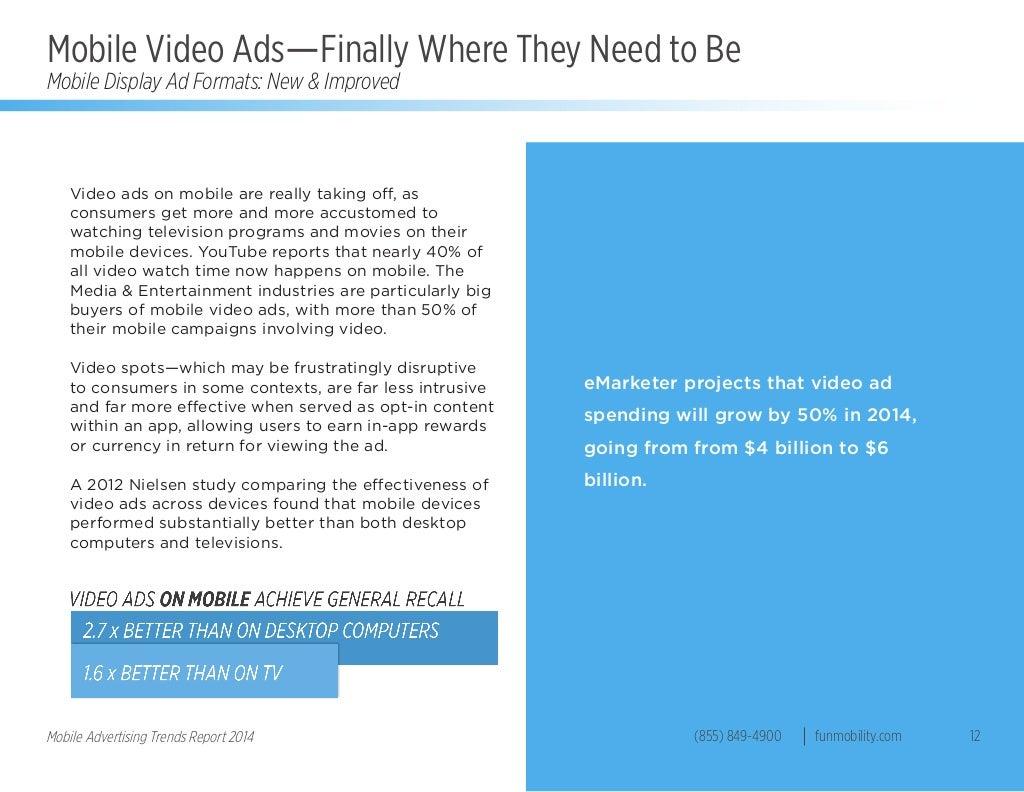 Mobile Video Ads—Finally Where They Need to Be
Mobile Display Ad Formats: New & Improved
Video ads on mobile are really taking off, as
consumers get more and more accustomed to
watching television programs and movies on their
mobile devices. YouTube reports that nearly 40% of
all video watch time now happens on mobile. The
Media & Entertainment industries are particularly big
buyers of mobile video ads, with more than 50% of
their mobile campaigns involving video.
Video spots—which may be frustratingly disruptive
to consumers in some contexts, are far less intrusive
and far more effective when served as opt-in content
within an app, allowing users to earn in-app rewards
or currency in return for viewing the ad.
A 2012 Nielsen study comparing the effectiveness of
video ads across devices found that mobile devices
performed substantially better than both desktop
computers and televisions.
VIDEO ADS ON MOBILE ACHIEVE GENERAL RECALL
2.7 x BETTER THAN ON DESKTOP COMPUTERS
1.6 x BETTER THAN ON TV
eMarketer projects that video ad
spending will grow by 50% in 2014,
going from from $4 billion to $6
billion.
Mobile Advertising Trends Report 2014
(855) 849-4900 | funmobility.com 12